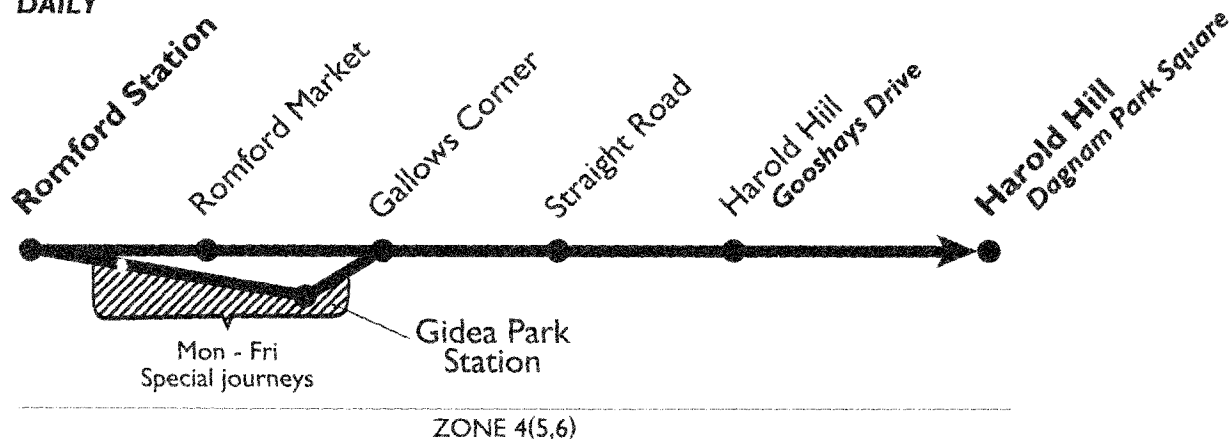 DAILY
Romford Station
Romford Market
Gallows Corner
Straight Road
Harold Hill
Gooshays Drive
Harold Hill
Dagnam Park Square
Gidea Park
Station
Mon - Fri
Special journeys
ZONE 4(5,6)